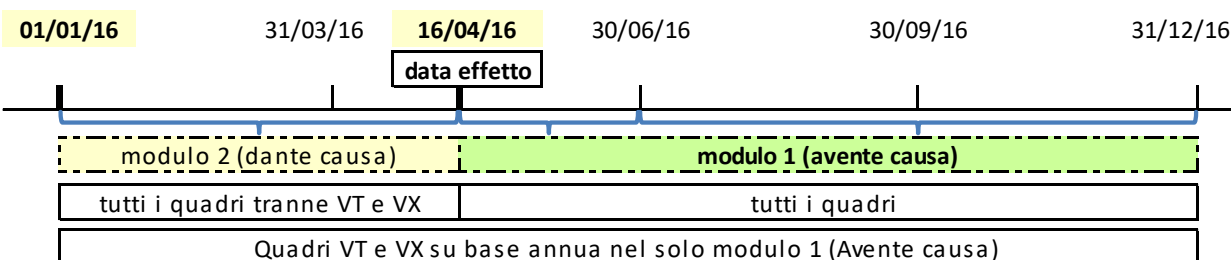 01/01/16 31/03/16 16/04/16 30/06/16 30/09/16 31/12/16
data effetto
modulo 2 (dante causa) modulo 1 (avente causa)
tutti i quadri tranne VT e VX tutti i quadri
Quadri VT e VX su base annua nel solo modulo 1 (Avente causa)